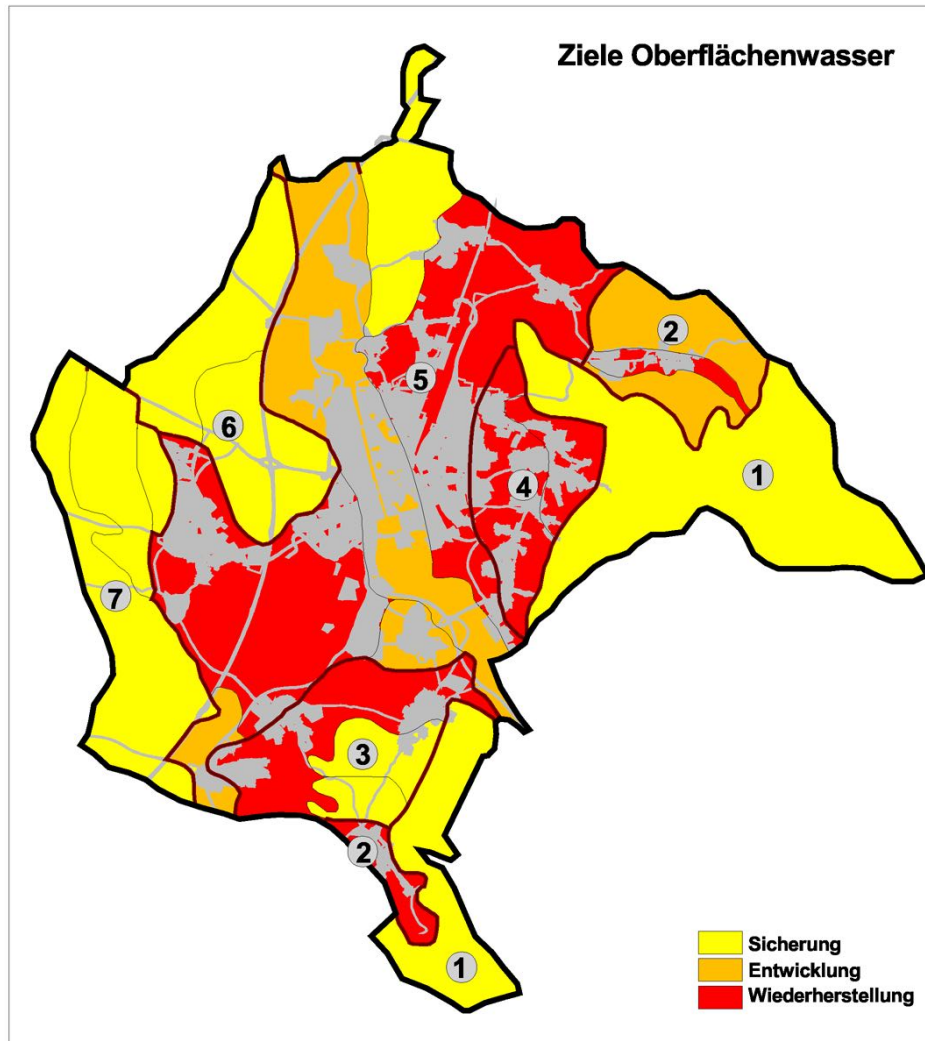 Ziele Oberflächenwasser
2
5
6
1
4
7
3
2
1
Sicherung
Entwicklung
Wiederherstellung